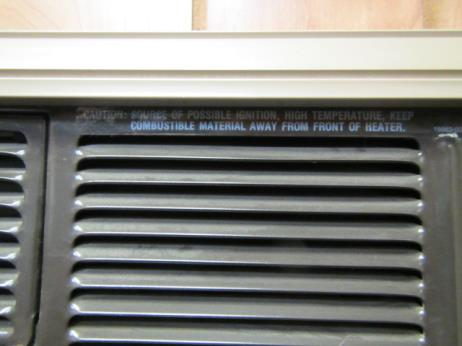 CAUTION: SOURCE OF POSSIBLE IGNITION, HIGH TEMPERATURE, KEEP
COMBUSTIBLE MATERIAL AWAY FROM FRONT OF HEATER.